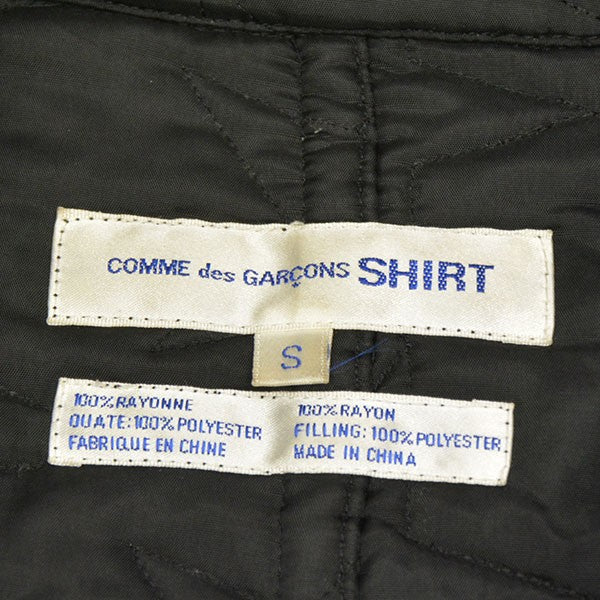 COMME des GARÇONS SHIRT
S
100% RAYONNE
OUATE: 100% POLYESTER
FABRIQUE EN CHINE
100% RAYON
FILLING: 100% POLYESTER
MADE IN CHINA